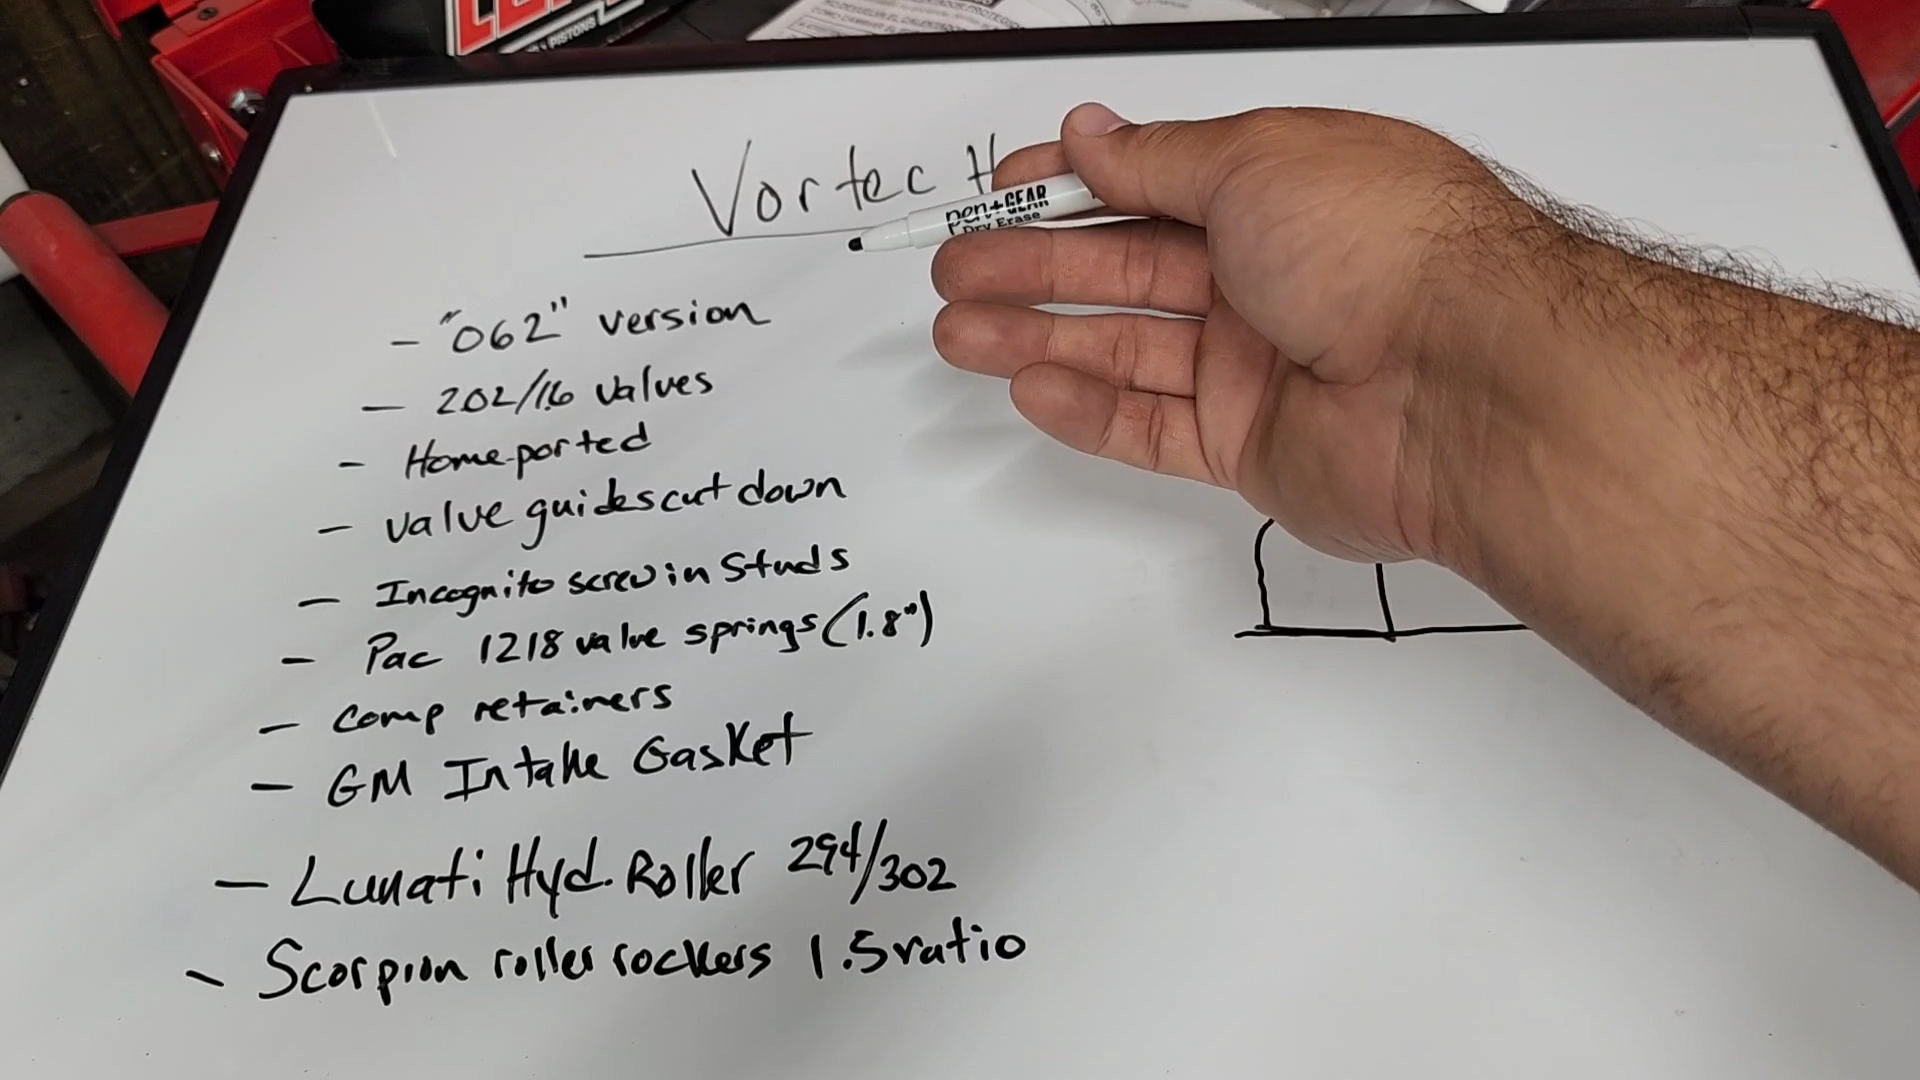 PISTONS
Vortec H
pen+GEAR
Dry Erase
- "062" version
- 202/1.6 valves
- Home-ported
- valve guides cut down
- Incognito screw in Studs
- Pac 1218 valve springs (1.8")
- Comp retainers
- GM Intake Gasket
- Lunati Hyd. Roller 294/302
- Scorpion roller rockers 1.5 ratio